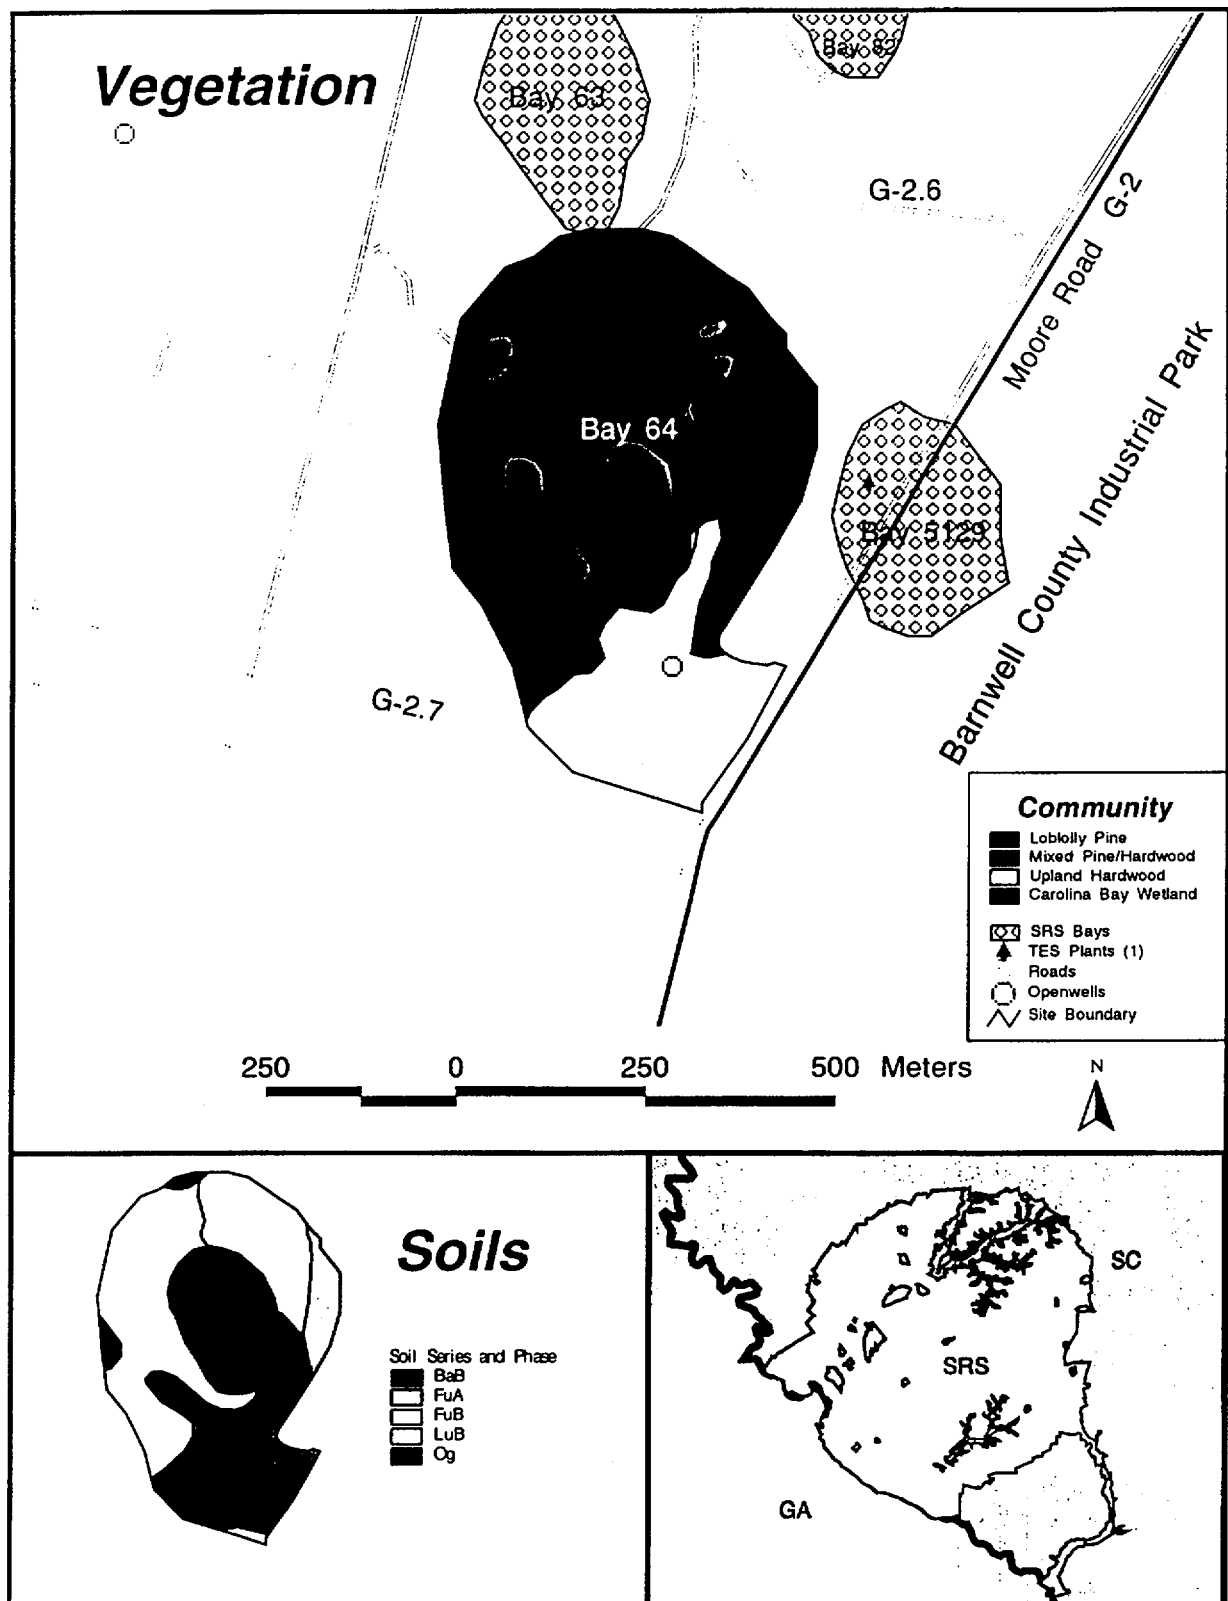 Vegetation
Bay 63
Bay 82
G-2.6
Moore Road G-2
Barnwell County Industrial Park
Bay 64
Bay 5129
G-2.7
Community
Loblolly Pine
Mixed Pine/Hardwood
Upland Hardwood
Carolina Bay Wetland
SRS Bays
TES Plants (1)
Roads
Openwells
Site Boundary
250 0 250 500 Meters
N
Soils
Soil Series and Phase
BaB
FuA
FuB
LuB
Og
SC
SRS
GA